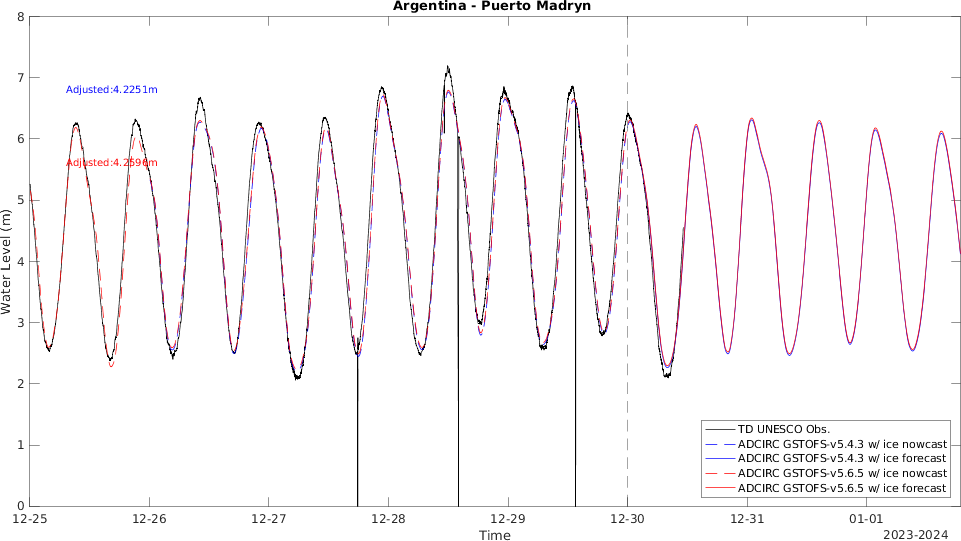 Argentina - Puerto Madryn
8
7
6
5
4
3
2
1
0
Water Level (m)
Adjusted:4.2251m
Adjusted:4.2596m
TD UNESCO Obs.
ADCIRC GSTOFS-v5.4.3 w/ ice nowcast
ADCIRC GSTOFS-v5.4.3 w/ ice forecast
ADCIRC GSTOFS-v5.6.5 w/ ice nowcast
ADCIRC GSTOFS-v5.6.5 w/ ice forecast
12-25 12-26 12-27 12-28 12-29 12-30 12-31 01-01
Time
2023-2024